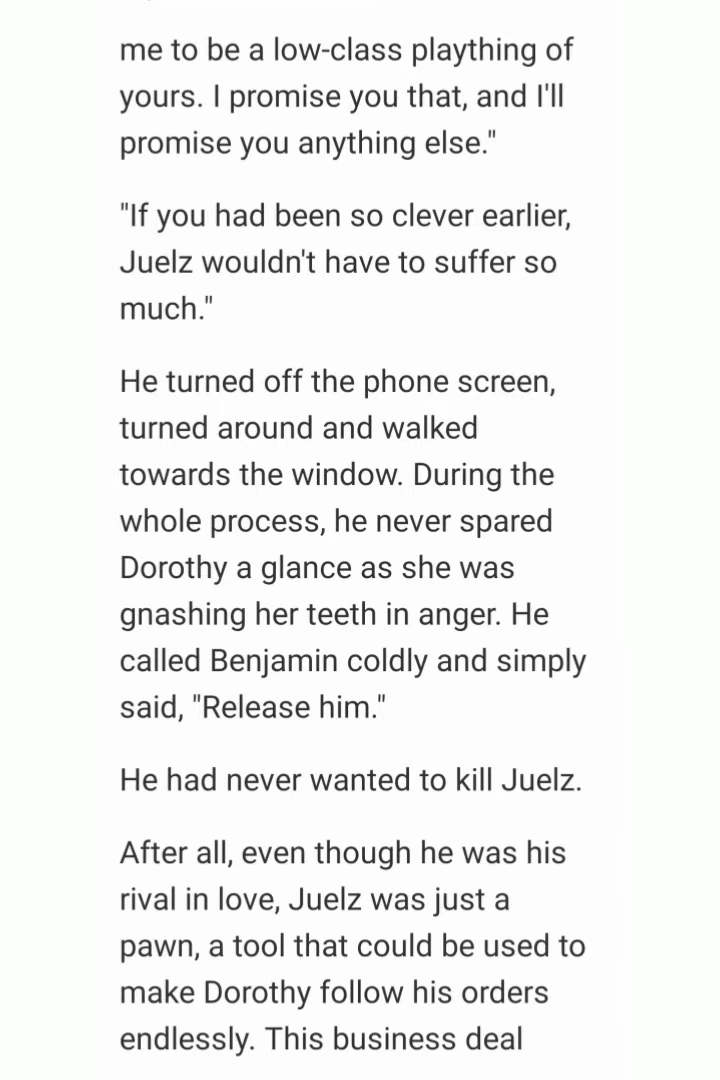 me to be a low-class plaything of
yours. I promise you that, and I'll
promise you anything else."
"If you had been so clever earlier,
Juelz wouldn't have to suffer so
much."
He turned off the phone screen,
turned around and walked
towards the window. During the
whole process, he never spared
Dorothy a glance as she was
gnashing her teeth in anger. He
called Benjamin coldly and simply
said, "Release him."
He had never wanted to kill Juelz.
After all, even though he was his
rival in love, Juelz was just a
pawn, a tool that could be used to
make Dorothy follow his orders
endlessly. This business deal